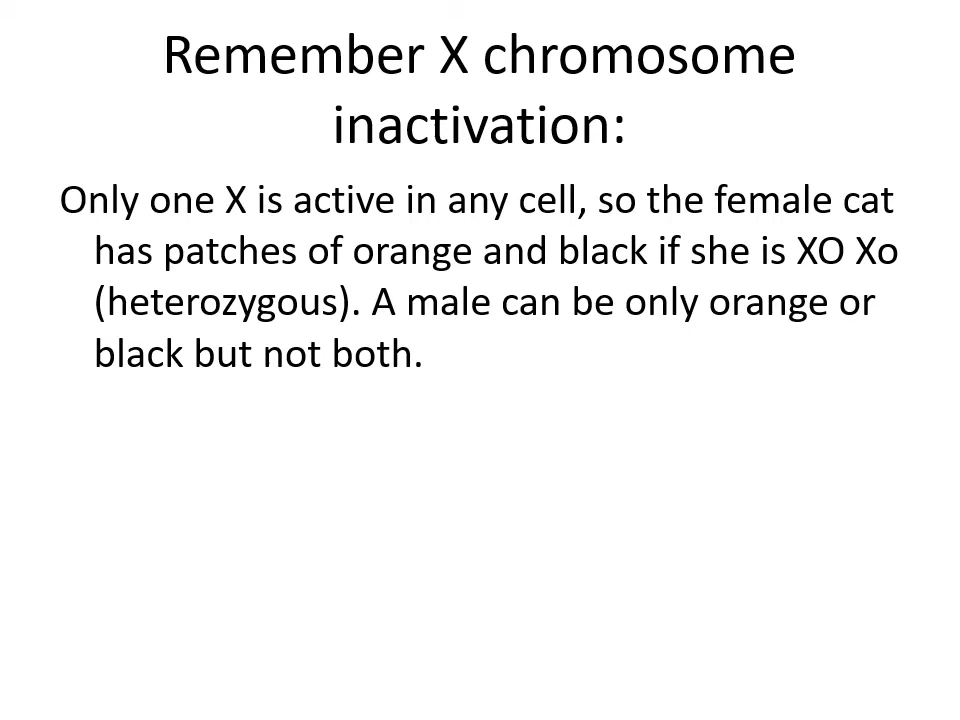 Remember X chromosome
inactivation:
Only one X is active in any cell, so the female cat
has patches of orange and black if she is XO Xo
(heterozygous). A male can be only orange or
black but not both.